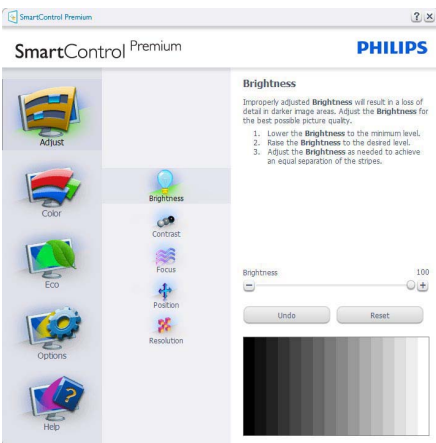 SmartControl Premium
SmartControl Premium
PHILIPS
Adjust
Color
Eco
Options
Help
Brightness
Contrast
Focus
Position
Resolution
Brightness
Improperly adjusted Brightness will result in a loss of
detail in darker image areas. Adjust the Brightness for
the best possible picture quality.
1. Lower the Brightness to the minimum level.
2. Raise the Brightness to the desired level.
3. Adjust the Brightness as needed to achieve
an equal separation of the stripes.
Brightness 100
Undo Reset